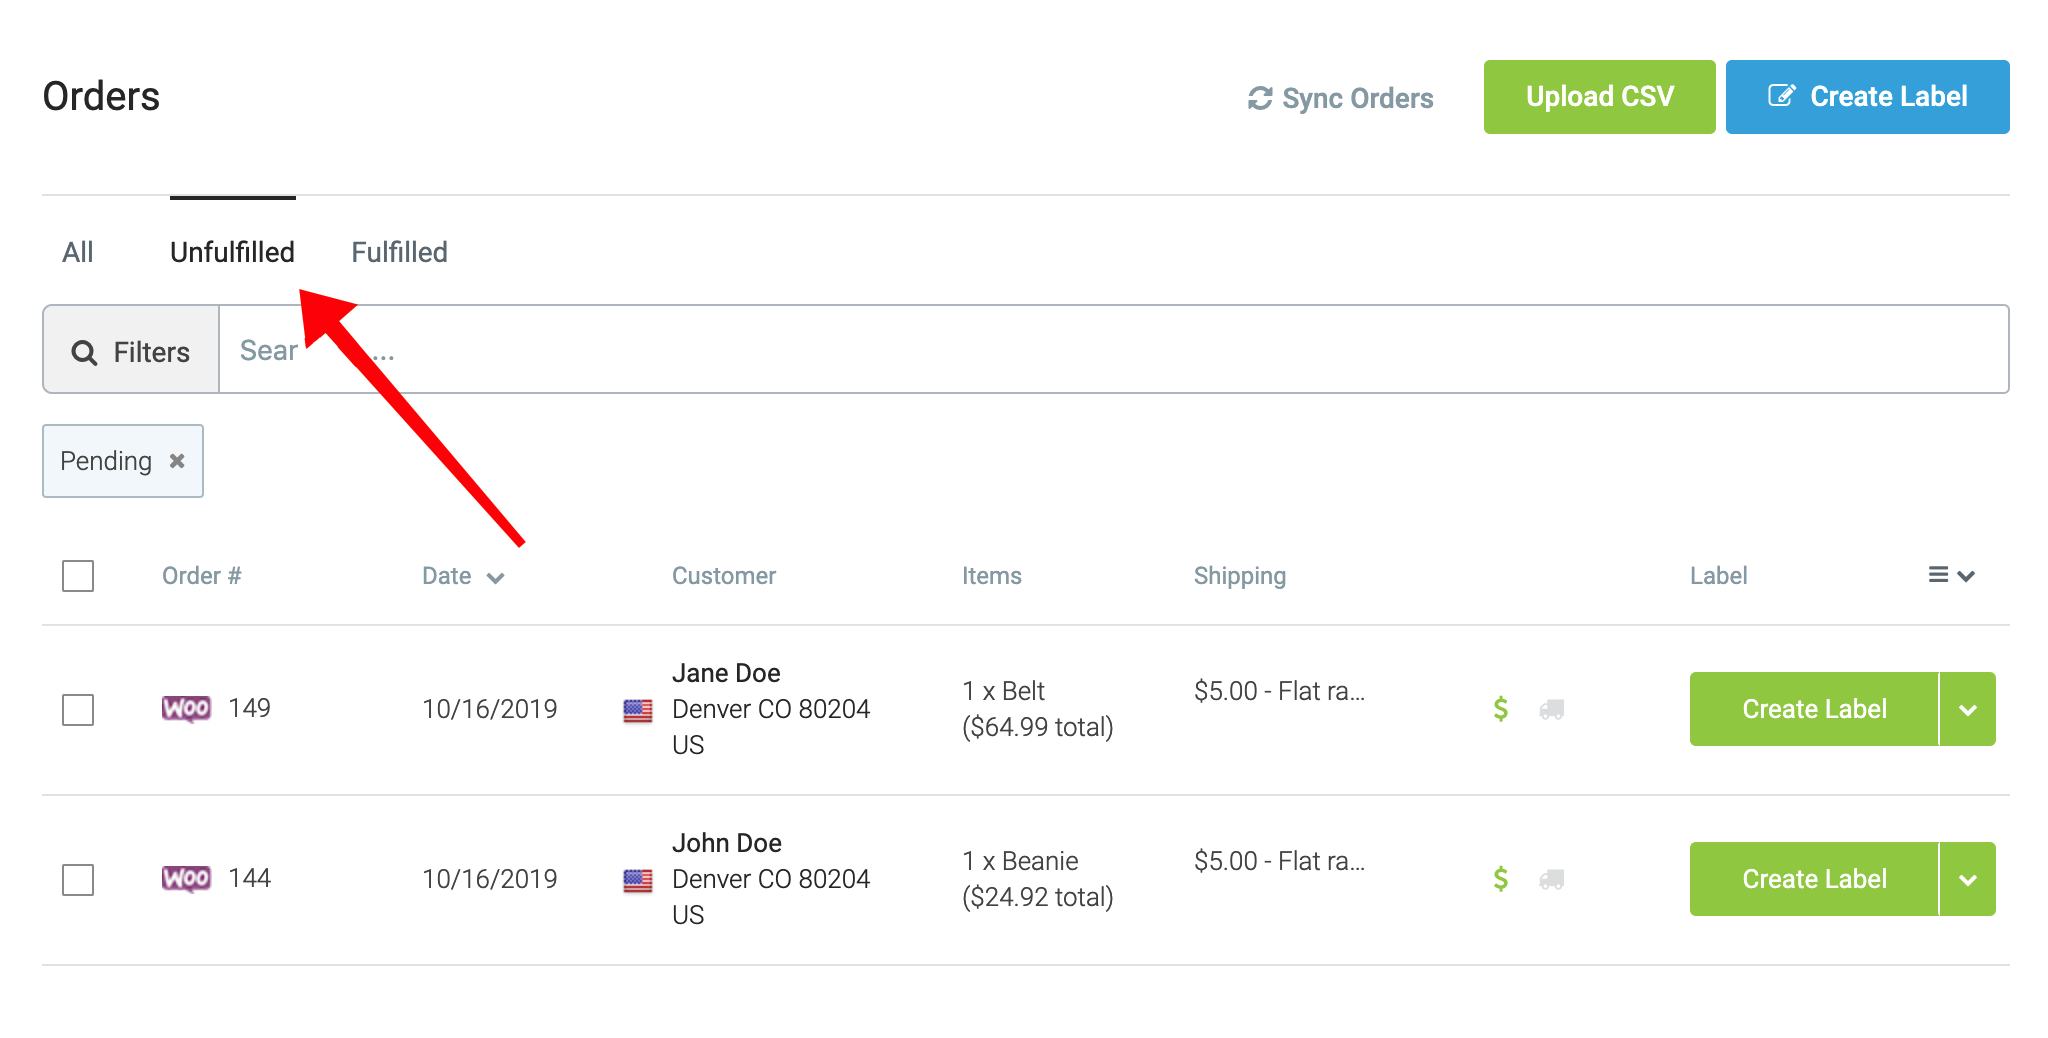 Orders
Sync Orders
Upload CSV
Create Label
All
Unfulfilled
Fulfilled
Filters
...
Pending
Order #
Date
Customer
Items
Shipping
Label
WOO 149
10/16/2019
Jane Doe
Denver CO 80204
US
1 x Belt
($64.99 total)
$5.00 - Flat ra...
$
Create Label
WOO 144
10/16/2019
John Doe
Denver CO 80204
US
1 x Beanie
($24.92 total)
$5.00 - Flat ra...
$
Create Label